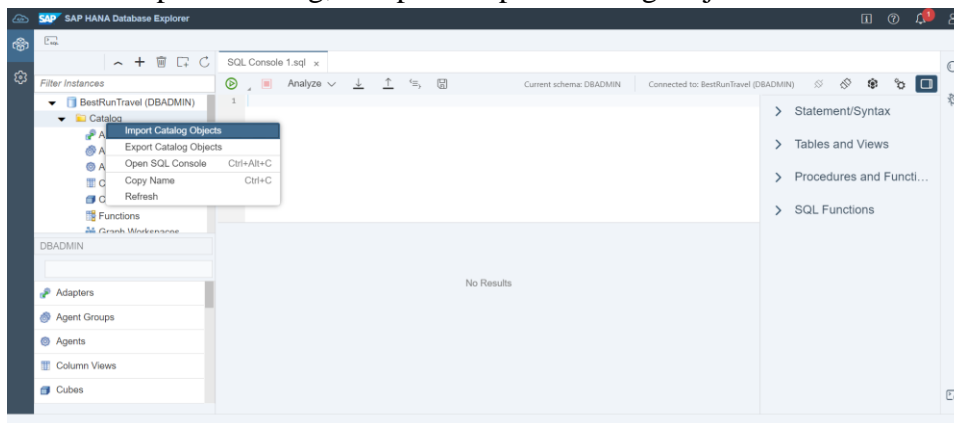 SAP SAP HANA Database Explorer
SQL Console 1.sql x
Filter Instances
Analyze
Current schema: DBADMIN
Connected to: BestRunTravel (DBADMIN)
1
BestRunTravel (DBADMIN)
Catalog
Import Catalog Objects
Export Catalog Objects
Open SQL Console Ctrl+Alt+C
Copy Name Ctrl+C
Refresh
Functions
Graph Workspaces
Statement/Syntax
Tables and Views
Procedures and Functi...
SQL Functions
DBADMIN
No Results
Adapters
Agent Groups
Agents
Column Views
Cubes